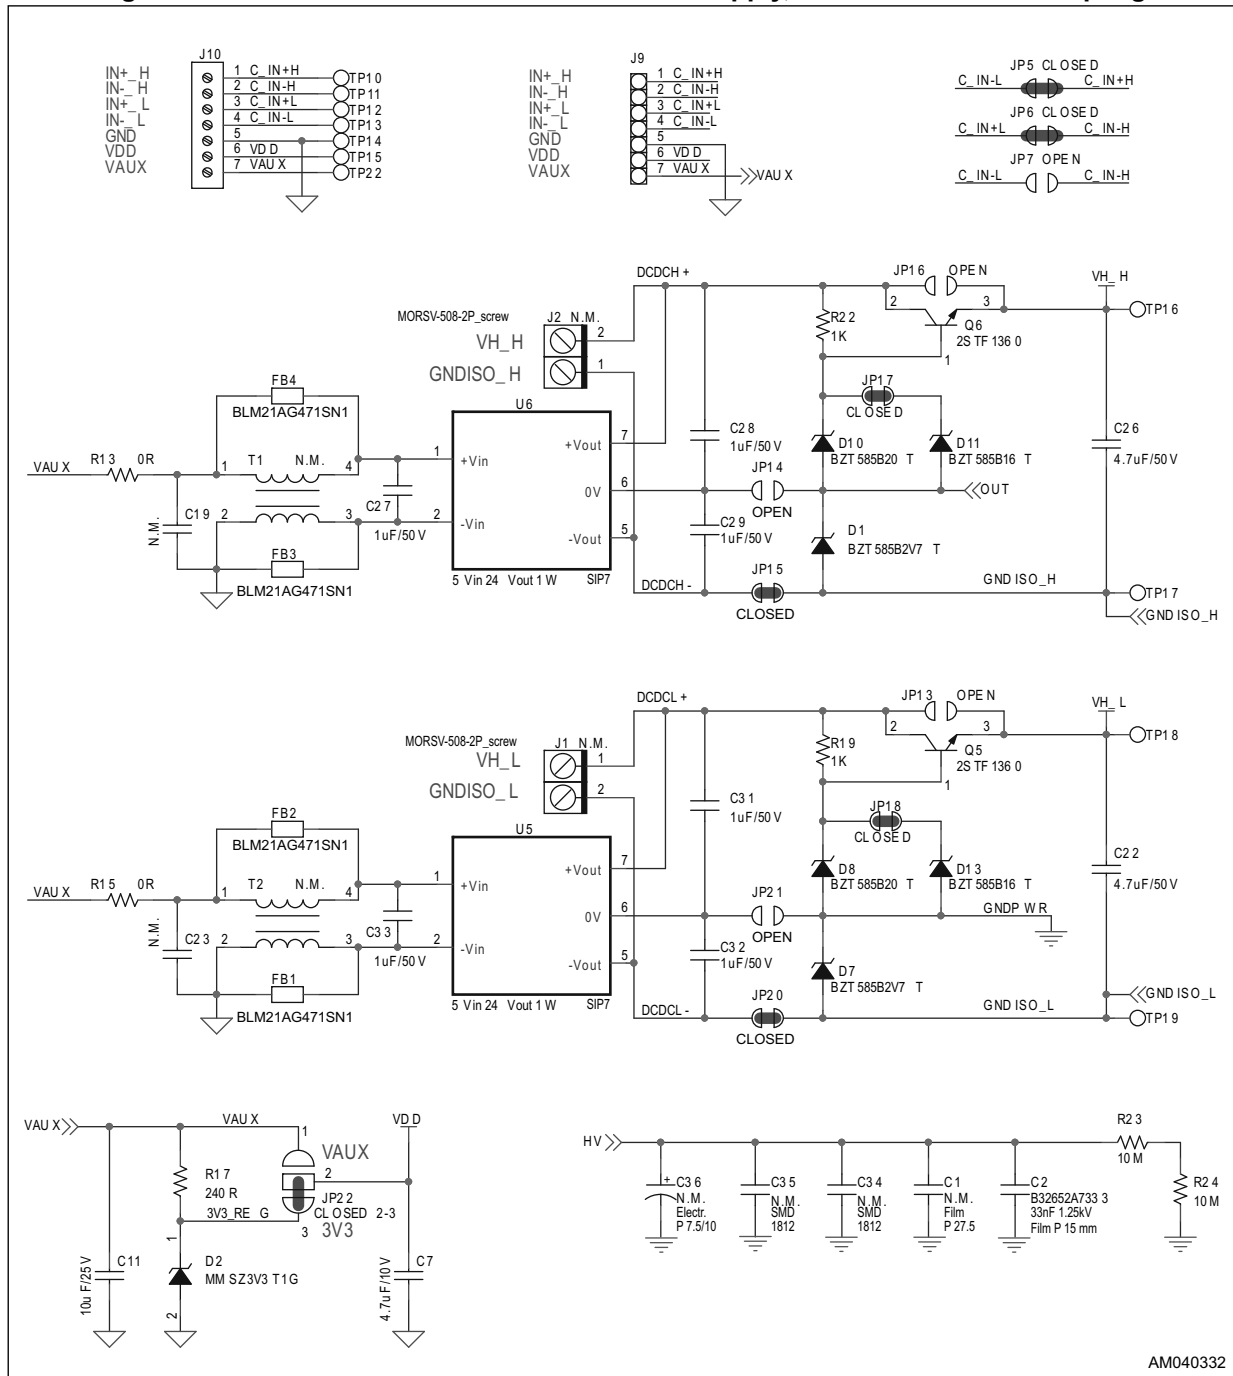 J10
IN+_H
IN-_H
IN+_L
IN-_L
GND
VDD
VAUX
1 C_IN+H TP10
2 C_IN-H TP11
3 C_IN+L TP12
4 C_IN-L TP13
5 TP14
6 VDD TP15
7 VAUX TP22
J9
IN+_H
IN-_H
IN+_L
IN-_L
GND
VDD
VAUX
1 C_IN+H
2 C_IN-H
3 C_IN+L
4 C_IN-L
5
6 VDD
7 VAUX VAUX
JP5 CLOSED
C_IN-L C_IN+H
JP6 CLOSED
C_IN+L C_IN-H
JP7 OPEN
C_IN-L C_IN-H
DCDCH+
JP16 OPEN
VH_H
2 3
TP16
Q6
2STF1360
1
R22
1K
MORSV-508-2P_screw
J2 N.M.
VH_H
2
GNDISO_H
1
JP17
CLOSED
FB4
BLM21AG471SN1
U6
VAUX
R13 0R
1 T1 N.M. 4
2 3
C19
N.M.
FB3
BLM21AG471SN1
C27
1uF/50V
1 +Vin
2 -Vin
+Vout 7
0V 6
-Vout 5
5Vin 24Vout 1W SIP7
C28
1uF/50V
C29
1uF/50V
JP14
OPEN
D10
BZT585B20T
D11
BZT585B16T
OUT
D1
BZT585B2V7T
C26
4.7uF/50V
JP15
CLOSED
DCDCH-
GNDISO_H
TP17
GNDISO_H
DCDCL+
JP13 OPEN
VH_L
2 3
TP18
Q5
2STF1360
1
R19
1K
MORSV-508-2P_screw
J1 N.M.
VH_L
1
GNDISO_L
2
JP18
CLOSED
FB2
BLM21AG471SN1
U5
VAUX
R15 0R
1 T2 N.M. 4
2 3
C23
N.M.
FB1
BLM21AG471SN1
C33
1uF/50V
1 +Vin
2 -Vin
+Vout 7
0V 6
-Vout 5
5Vin 24Vout 1W SIP7
C31
1uF/50V
C32
1uF/50V
JP21
OPEN
D8
BZT585B20T
D13
BZT585B16T
GNDPWR
D7
BZT585B2V7T
C22
4.7uF/50V
JP20
CLOSED
DCDCL-
GNDISO_L
GNDISO_L
TP19
VAUX VAUX
1
VDD
VAUX
2
R17
240R
JP22
CLOSED 2-3
3V3_REG
3 3V3
1
D2
MMSZ3V3T1G
2
C11
10uF/25V
C7
4.7uF/10V
HV
+ C36
N.M.
Electr.
P 7.5/10
C35
N.M.
SMD
1812
C34
N.M.
SMD
1812
C1
N.M.
Film
P 27.5
C2
B32652A7333
33nF 1.25kV
Film P 15 mm
R23
10M
R24
10M
AM040332